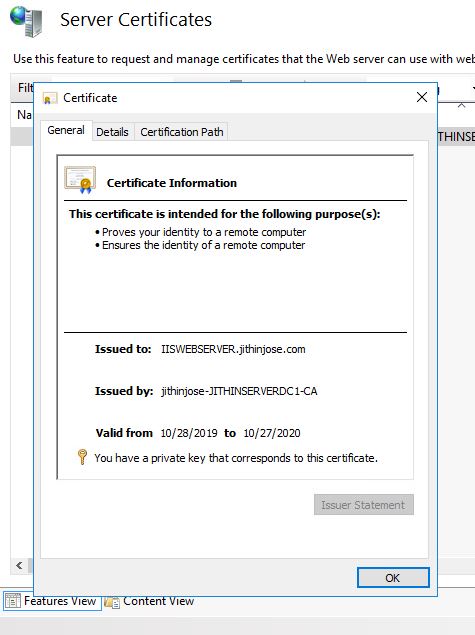 Server Certificates
Use this feature to request and manage certificates that the Web server can use with web
Certificate
General Details Certification Path
THINSE
Certificate Information
This certificate is intended for the following purpose(s):
• Proves your identity to a remote computer
• Ensures the identity of a remote computer
Issued to: IISWEBSERVER.jithinjose.com
Issued by: jithinjose-JITHINSERVERDC1-CA
Valid from 10/28/2019 to 10/27/2020
You have a private key that corresponds to this certificate.
Issuer Statement
OK
Features View Content View